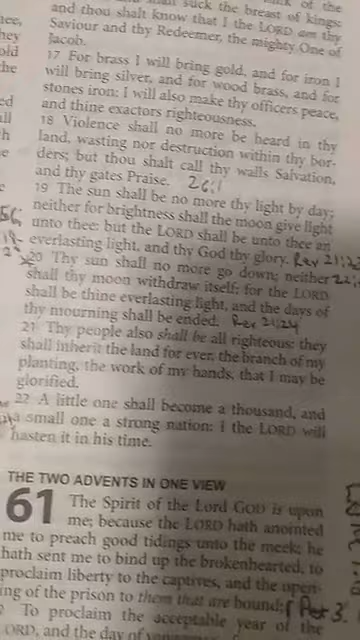 suck the breast of kings:
and thou shalt know that I the LORD am thy
Saviour and thy Redeemer, the mighty One of
Jacob.
17 For brass I will bring gold, and for iron I
will bring silver, and for wood brass, and for
stones iron: I will also make thy officers peace,
and thine exactors righteousness.
18 Violence shall no more be heard in thy
land, wasting nor destruction within thy bor-
ders; but thou shalt call thy walls Salvation,
and thy gates Praise. 26:1
19 The sun shall be no more thy light by day;
neither for brightness shall the moon give light
unto thee: but the LORD shall be unto thee an
everlasting light, and thy God thy glory. Rev 21:23
20 Thy sun shall no more go down; neither
shall thy moon withdraw itself: for the LORD
shall be thine everlasting light, and the days of
thy mourning shall be ended. Rev 21:24
21 Thy people also shall be all righteous: they
shall inherit the land for ever, the branch of my
planting, the work of my hands, that I may be
glorified.
22 A little one shall become a thousand, and
a small one a strong nation: I the LORD will
hasten it in his time.
THE TWO ADVENTS IN ONE VIEW
61 The Spirit of the Lord GOD is upon
me; because the LORD hath anointed
me to preach good tidings unto the meek; he
hath sent me to bind up the brokenhearted, to
proclaim liberty to the captives, and the open-
ing of the prison to them that are bound;
2 To proclaim the acceptable year of the
LORD, and the day of